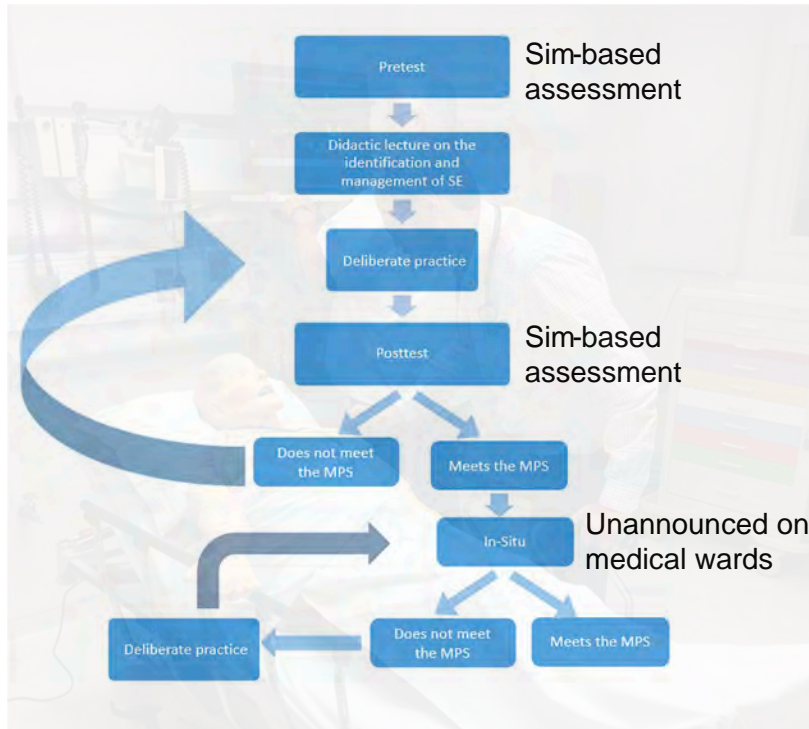 Pretest
Sim-based
assessment
Didactic lecture on the
identification and
management of SE
Deliberate practice
Posttest
Sim-based
assessment
Does not meet
the MPS
Meets the MPS
In-Situ
Unannounced on
medical wards
Deliberate practice
Does not meet
the MPS
Meets the MPS